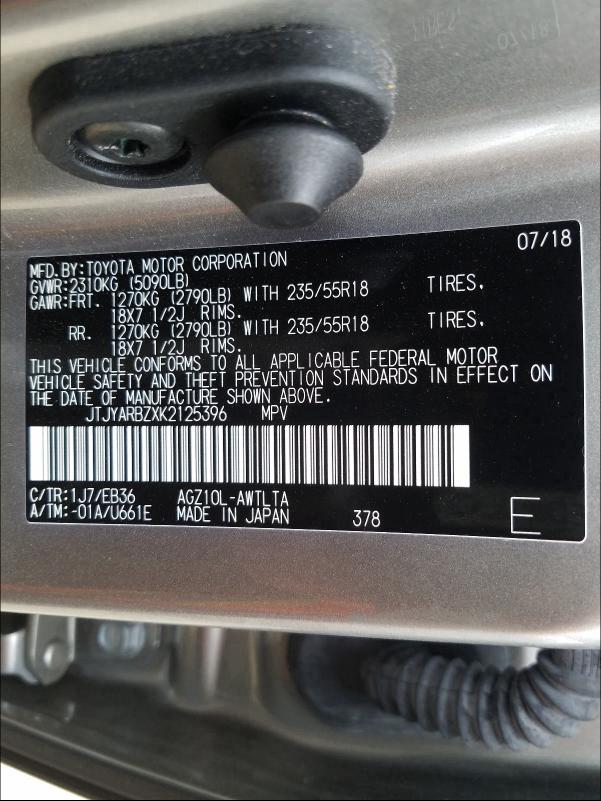 07/18
MFD.BY:TOYOTA MOTOR CORPORATION
GVWR:2310KG (5090LB)
GAWR:FRT. 1270KG (2790LB) WITH 235/55R18 TIRES,
18X7 1/2J RIMS.
RR. 1270KG (2790LB) WITH 235/55R18 TIRES,
18X7 1/2J RIMS.
THIS VEHICLE CONFORMS TO ALL APPLICABLE FEDERAL MOTOR
VEHICLE SAFETY AND THEFT PREVENTION STANDARDS IN EFFECT ON
THE DATE OF MANUFACTURE SHOWN ABOVE.
JTJYARBZXK2125396 MPV
C/TR:1J7/EB36 AGZ10L-AWTLTA
A/TM:-01A/U661E MADE IN JAPAN 378 E